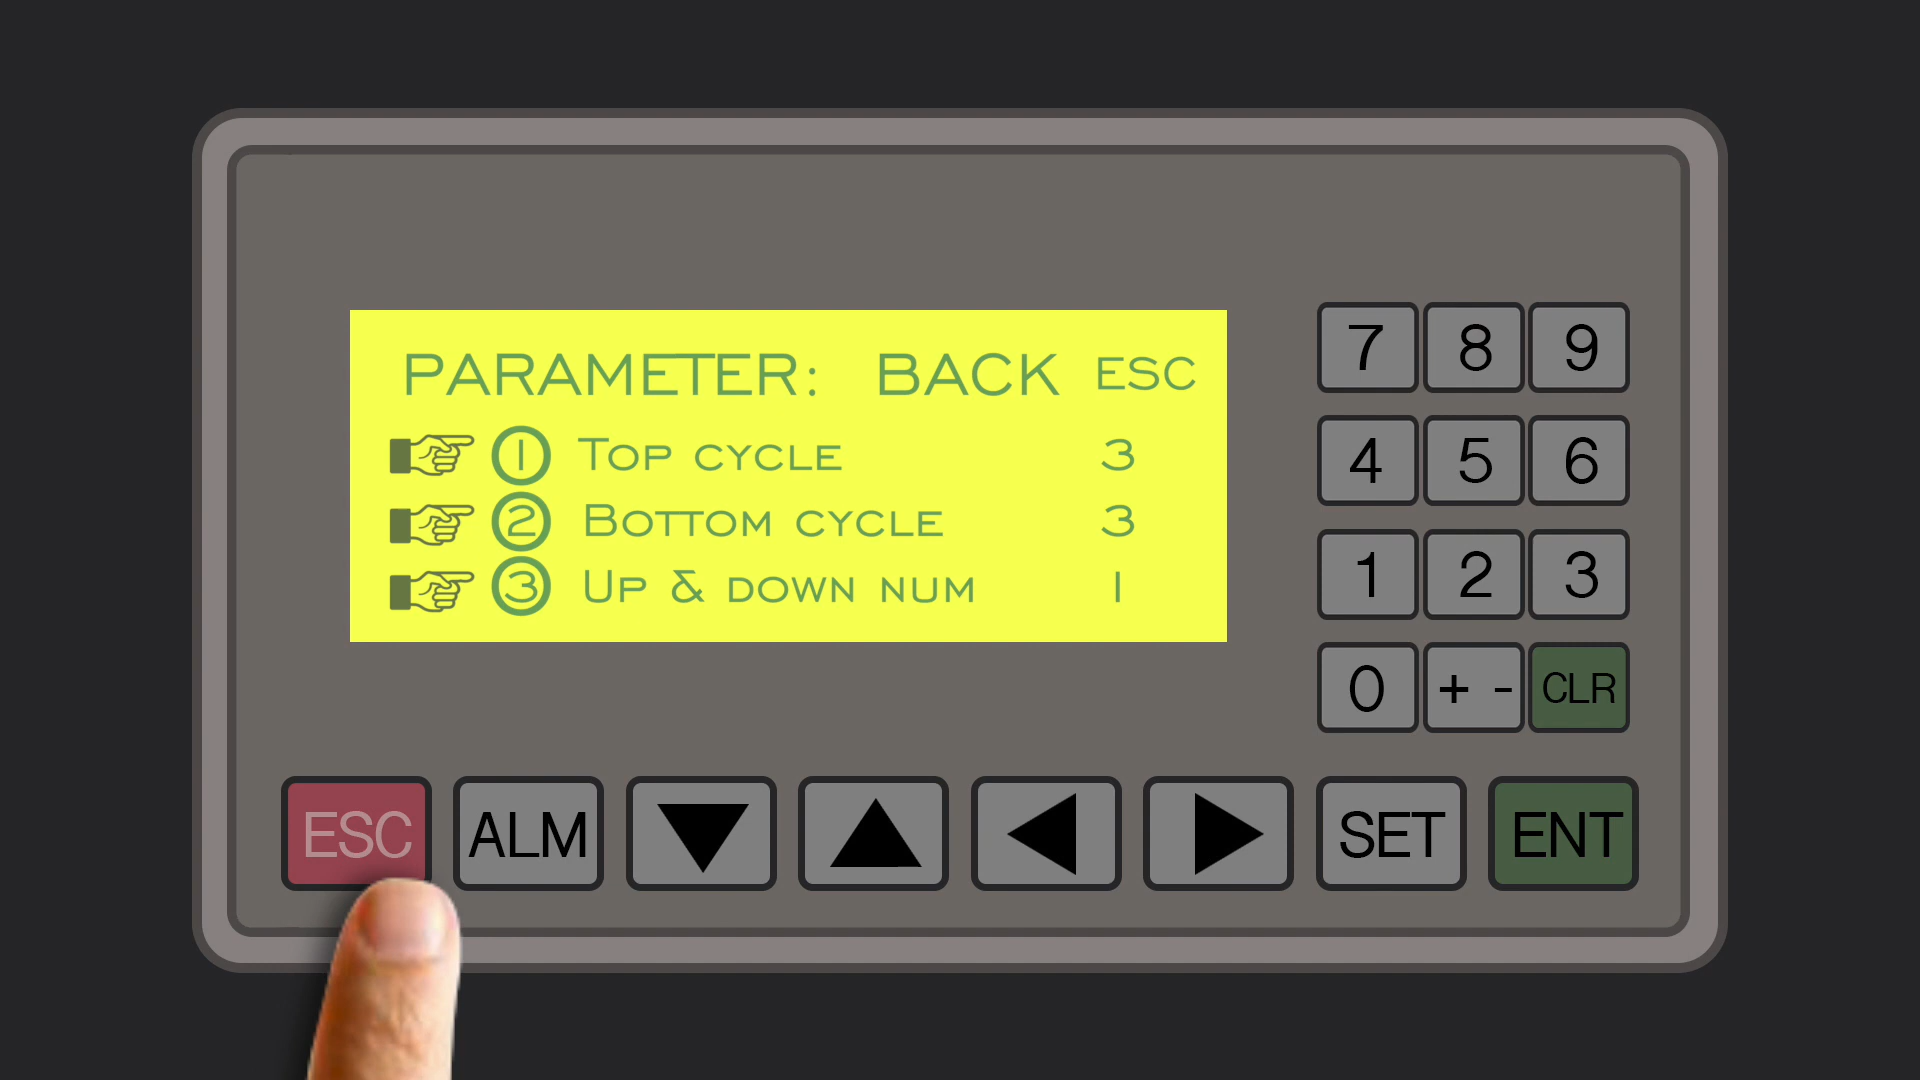 PARAMETER: BACK ESC
① Top cycle 3
② Bottom cycle 3
③ Up & down num 1
7 8 9
4 5 6
1 2 3
0 + - CLR
ESC ALM SET ENT